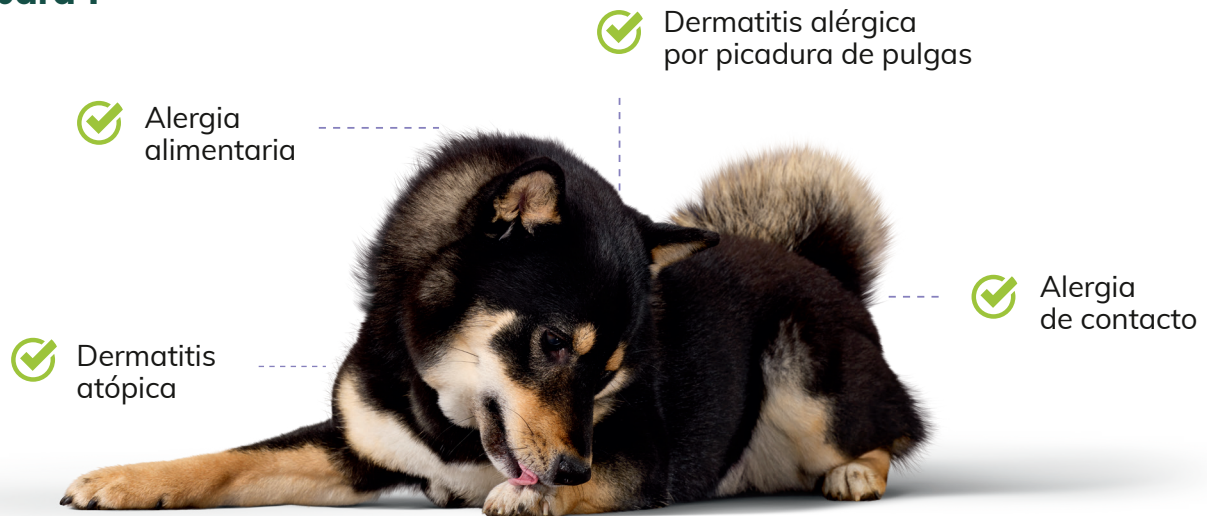 Dermatitis alérgica
por picadura de pulgas
Alergia
alimentaria
Alergia
de contacto
Dermatitis
atópica